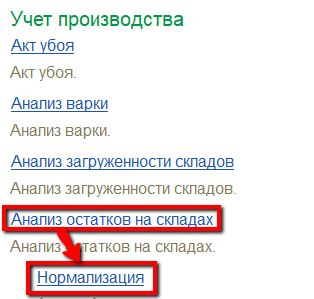 Учет производства
Акт убоя
Акт убоя.
Анализ варки
Анализ варки.
Анализ загруженности складов
Анализ загруженности складов.
Анализ остатков на складах
Анализ остатков на складах.
Нормализация